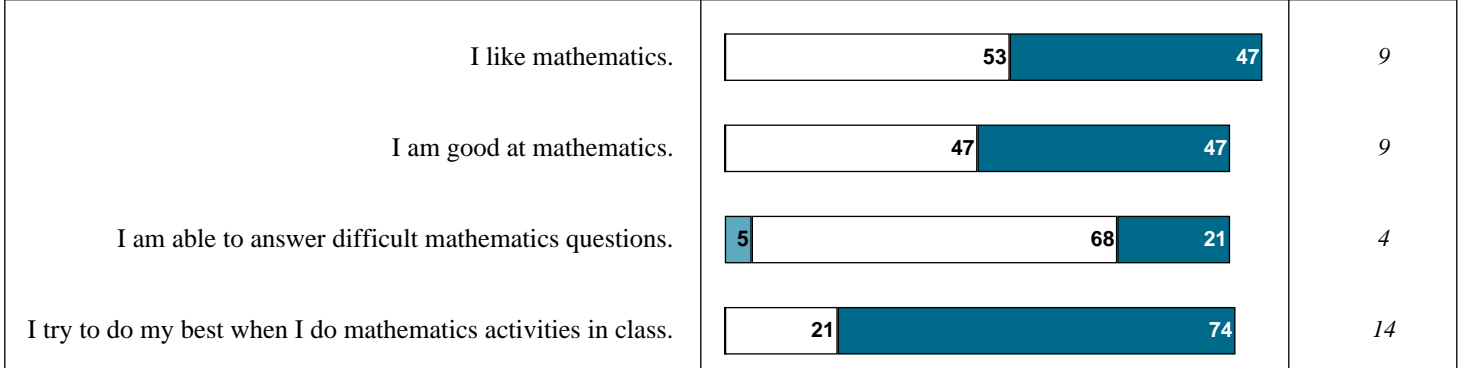 I like mathematics. 53 47 9
I am good at mathematics. 47 47 9
I am able to answer difficult mathematics questions. 5 68 21 4
I try to do my best when I do mathematics activities in class. 21 74 14